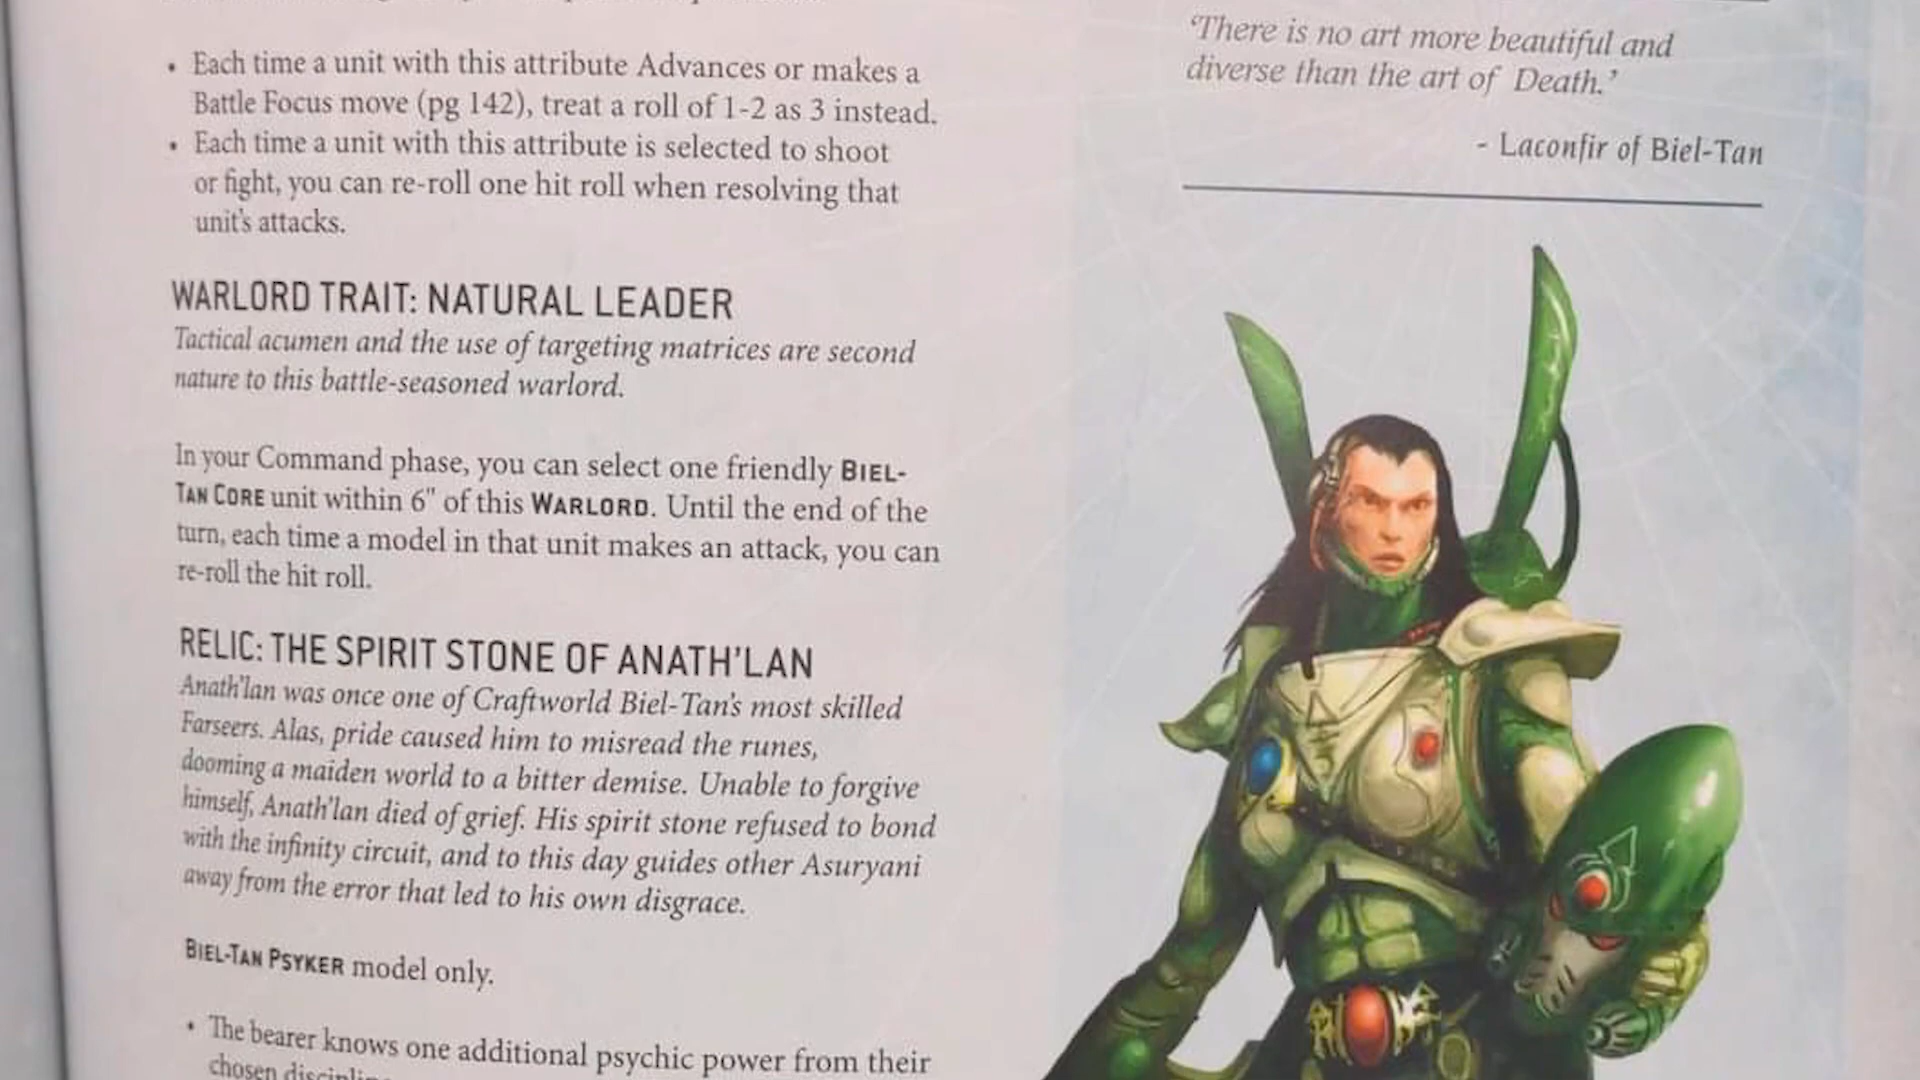 • Each time a unit with this attribute Advances or makes a
Battle Focus move (pg 142), treat a roll of 1-2 as 3 instead.
• Each time a unit with this attribute is selected to shoot
or fight, you can re-roll one hit roll when resolving that
unit's attacks.
WARLORD TRAIT: NATURAL LEADER
Tactical acumen and the use of targeting matrices are second
nature to this battle-seasoned warlord.
In your Command phase, you can select one friendly BIEL-
TAN CORE unit within 6" of this WARLORD. Until the end of the
turn, each time a model in that unit makes an attack, you can
re-roll the hit roll.
RELIC: THE SPIRIT STONE OF ANATH'LAN
Anath'lan was once one of Craftworld Biel-Tan's most skilled
Farseers. Alas, pride caused him to misread the runes,
dooming a maiden world to a bitter demise. Unable to forgive
himself, Anath'lan died of grief. His spirit stone refused to bond
with the infinity circuit, and to this day guides other Asuryani
away from the error that led to his own disgrace.
BIEL-TAN PSYKER model only.
• The bearer knows one additional psychic power from their
chosen
'There is no art more beautiful and
diverse than the art of Death.'
- Laconfir of Biel-Tan